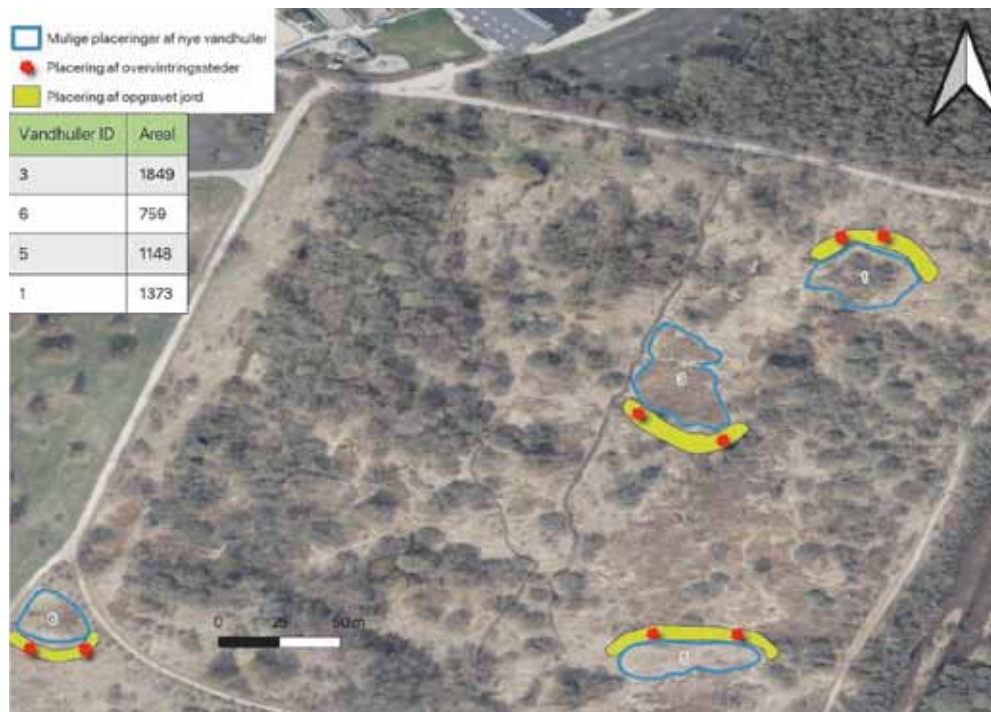 Mulige placeringer af nye vandhuller
Placering af overvintringssteder
Placering af opgravet jord
Vandhuller ID Areal
3 1849
6 759
5 1148
1 1373
0 25 50 m